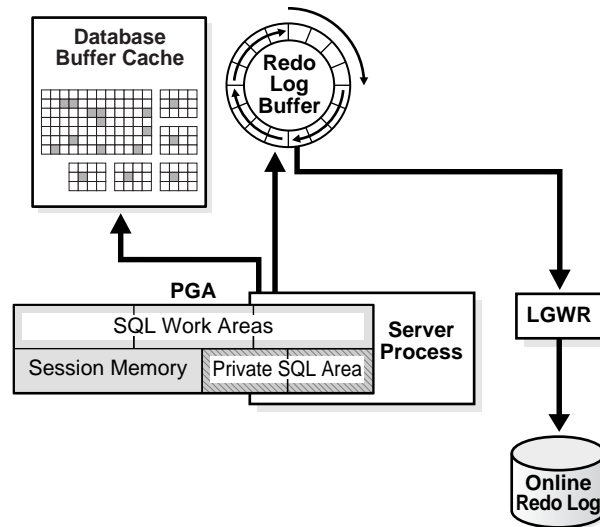 Database
Buffer Cache
Redo
Log
Buffer
PGA
SQL Work Areas
Session Memory
Private SQL Area
Server
Process
LGWR
Online
Redo Log